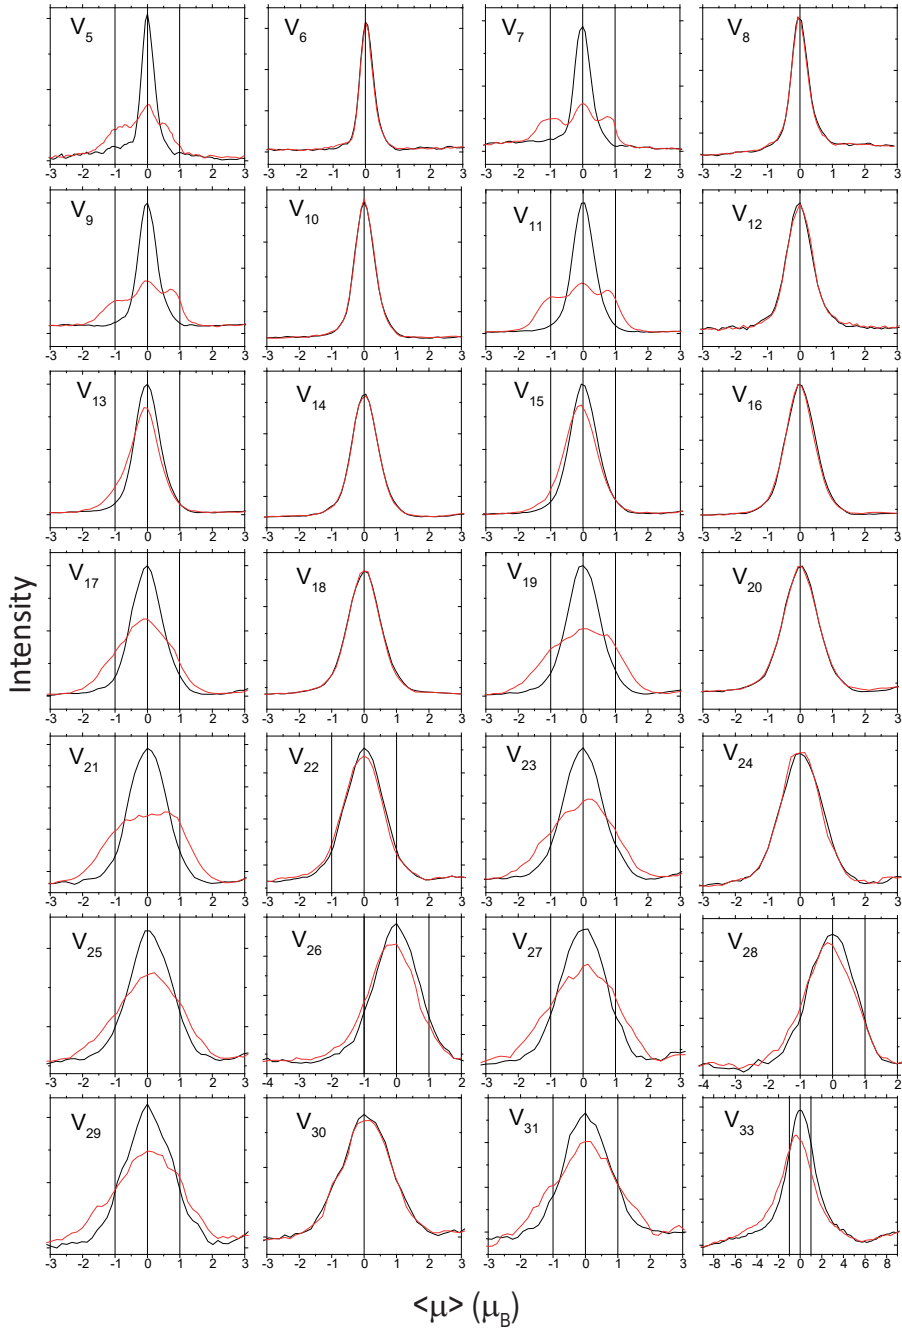 V5 V6 V7 V8
-3 -2 -1 0 1 2 3 -3 -2 -1 0 1 2 3 -3 -2 -1 0 1 2 3 -3 -2 -1 0 1 2 3
V9 V10 V11 V12
-3 -2 -1 0 1 2 3 -3 -2 -1 0 1 2 3 -3 -2 -1 0 1 2 3 -3 -2 -1 0 1 2 3
V13 V14 V15 V16
-3 -2 -1 0 1 2 3 -3 -2 -1 0 1 2 3 -3 -2 -1 0 1 2 3 -3 -2 -1 0 1 2 3
Intensity
V17 V18 V19 V20
-3 -2 -1 0 1 2 3 -3 -2 -1 0 1 2 3 -3 -2 -1 0 1 2 3 -3 -2 -1 0 1 2 3
V21 V22 V23 V24
-3 -2 -1 0 1 2 3 -3 -2 -1 0 1 2 3 -3 -2 -1 0 1 2 3 -3 -2 -1 0 1 2 3
V25 V26 V27 V28
-3 -2 -1 0 1 2 3 -4 -3 -2 -1 0 1 2 -3 -2 -1 0 1 2 3 -4 -3 -2 -1 0 1 2
V29 V30 V31 V33
-3 -2 -1 0 1 2 3 -3 -2 -1 0 1 2 3 -3 -2 -1 0 1 2 3 -8 -6 -4 -2 0 2 4 6 8
<μ> (μB)